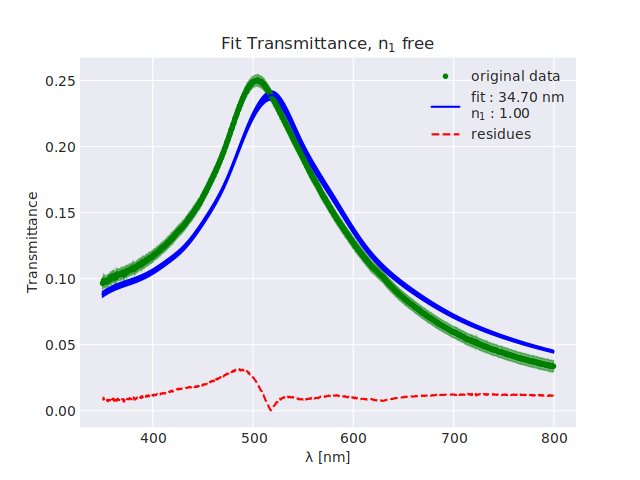 Fit Transmittance, n₁ free
original data
fit : 34.70 nm
n₁ : 1.00
residues
Transmittance
0.25
0.20
0.15
0.10
0.05
0.00
400 500 600 700 800
λ [nm]